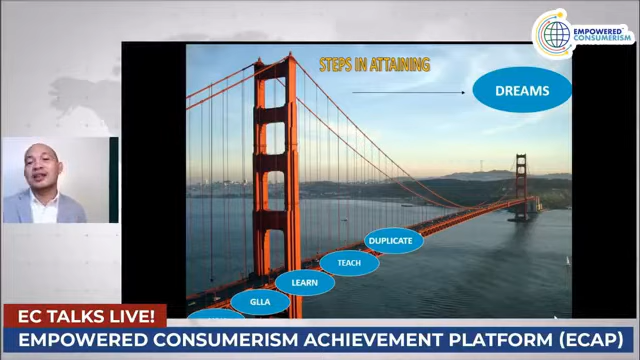 EMPOWERED
CONSUMERISM
STEPS IN ATTAINING
DREAMS
DUPLICATE
TEACH
LEARN
GLLA
EC TALKS LIVE!
EMPOWERED CONSUMERISM ACHIEVEMENT PLATFORM (ECAP)